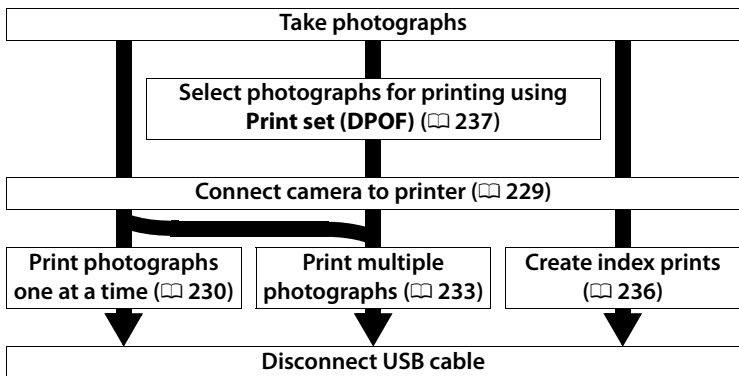 Take photographs
Select photographs for printing using
Print set (DPOF) (🕮 237)
Connect camera to printer (🕮 229)
Print photographs
one at a time (🕮 230)
Print multiple
photographs (🕮 233)
Create index prints
(🕮 236)
Disconnect USB cable